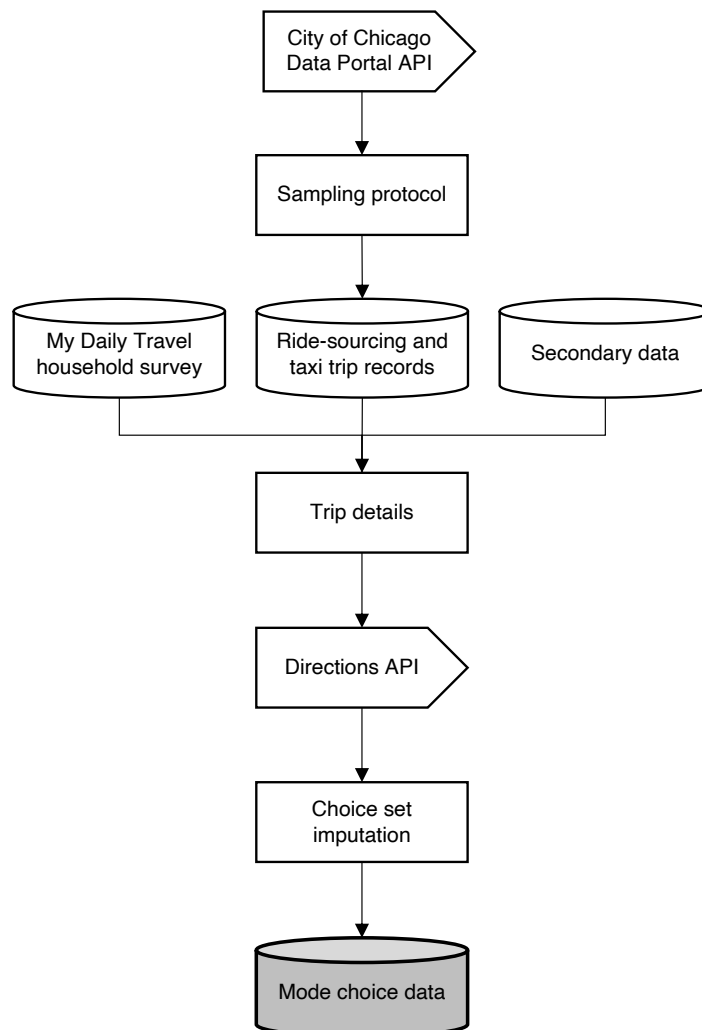 City of Chicago
Data Portal API
Sampling protocol
My Daily Travel
household survey
Ride-sourcing and
taxi trip records
Secondary data
Trip details
Directions API
Choice set
imputation
Mode choice data